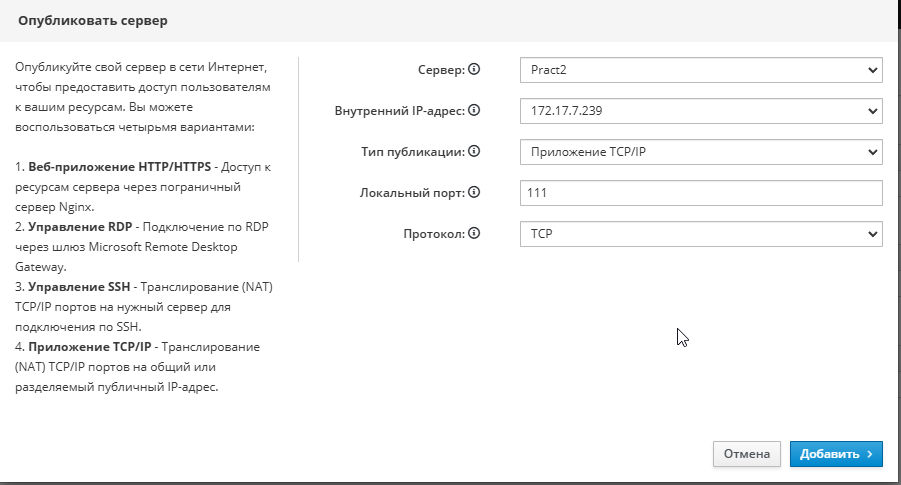 Опубликовать сервер
Опубликуйте свой сервер в сети Интернет,
чтобы предоставить доступ пользователям
к вашим ресурсам. Вы можете
воспользоваться четырьмя вариантами:
1. Веб-приложение HTTP/HTTPS - Доступ к
ресурсам сервера через пограничный
сервер Nginx.
2. Управление RDP - Подключение по RDP
через шлюз Microsoft Remote Desktop
Gateway.
3. Управление SSH - Транслирование (NAT)
TCP/IP портов на нужный сервер для
подключения по SSH.
4. Приложение TCP/IP - Транслирование
(NAT) TCP/IP портов на общий или
разделяемый публичный IP-адрес.
Сервер: Pract2
Внутренний IP-адрес: 172.17.7.239
Тип публикации: Приложение TCP/IP
Локальный порт: 111
Протокол: TCP
Отмена Добавить